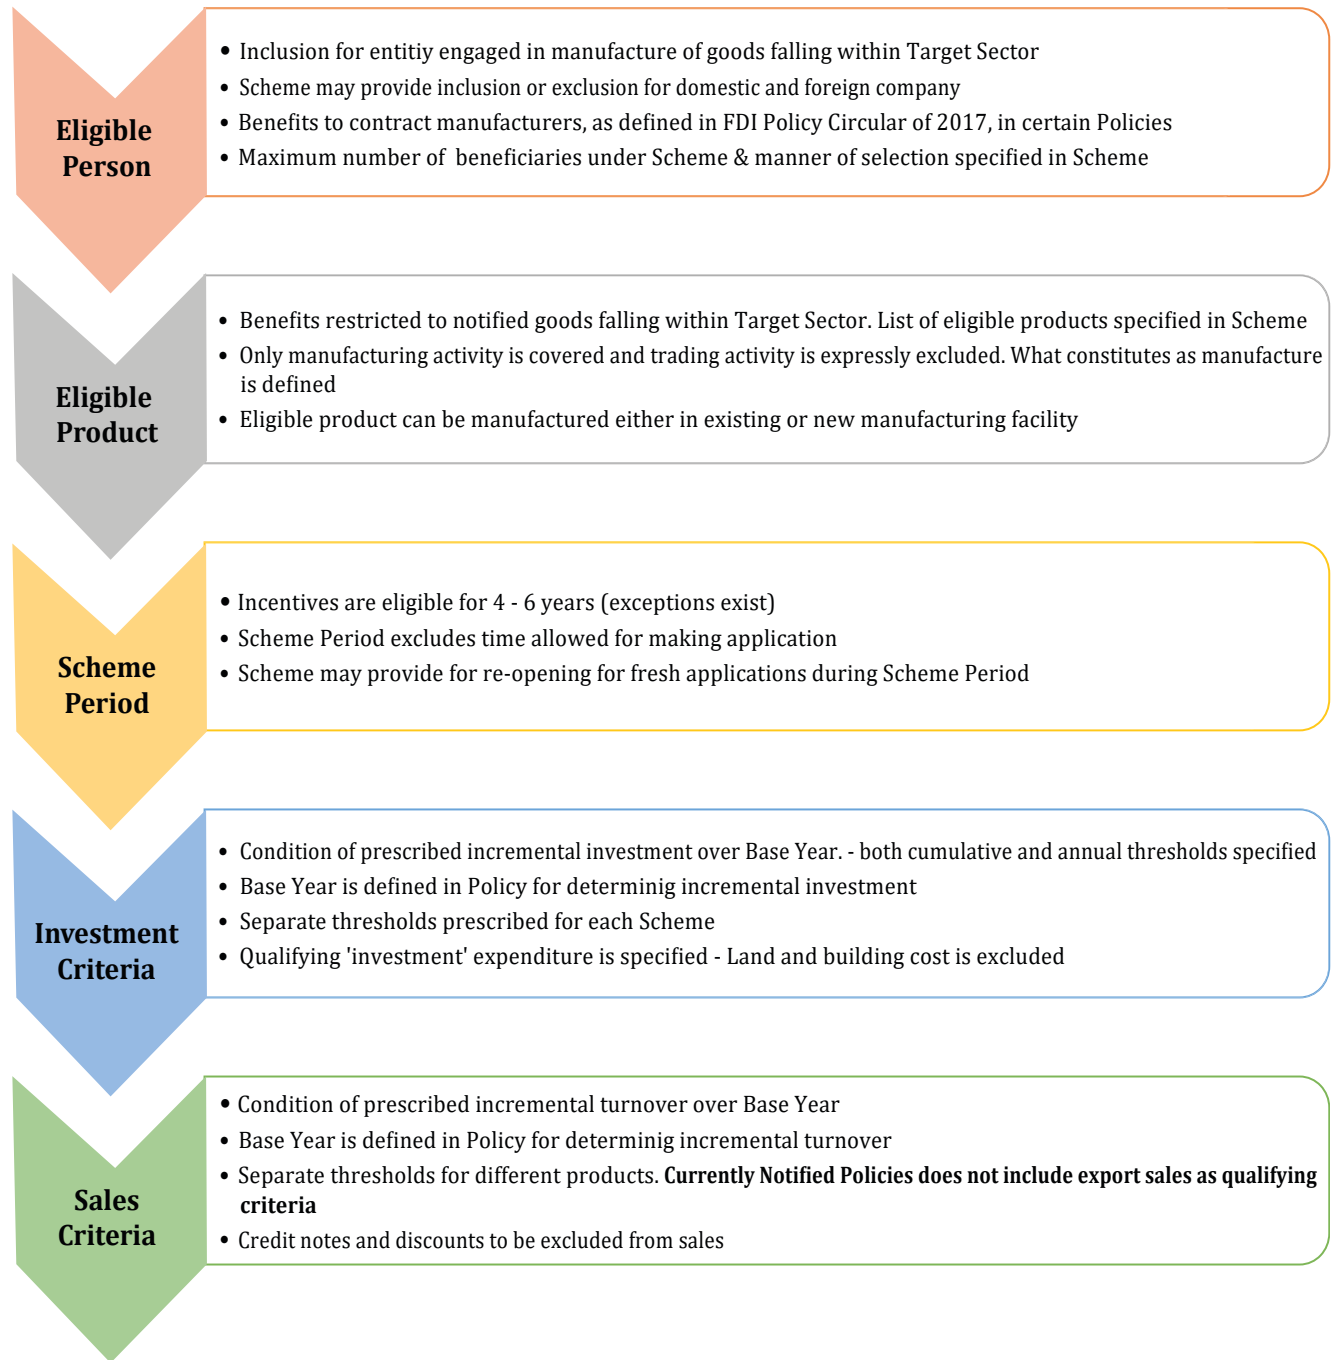 Eligible
Person
• Inclusion for entitiy engaged in manufacture of goods falling within Target Sector
• Scheme may provide inclusion or exclusion for domestic and foreign company
• Benefits to contract manufacturers, as defined in FDI Policy Circular of 2017, in certain Policies
• Maximum number of beneficiaries under Scheme & manner of selection specified in Scheme
Eligible
Product
• Benefits restricted to notified goods falling within Target Sector. List of eligible products specified in Scheme
• Only manufacturing activity is covered and trading activity is expressly excluded. What constitutes as manufacture
is defined
• Eligible product can be manufactured either in existing or new manufacturing facility
Scheme
Period
• Incentives are eligible for 4 - 6 years (exceptions exist)
• Scheme Period excludes time allowed for making application
• Scheme may provide for re-opening for fresh applications during Scheme Period
Investment
Criteria
• Condition of prescribed incremental investment over Base Year. - both cumulative and annual thresholds specified
• Base Year is defined in Policy for determinig incremental investment
• Separate thresholds prescribed for each Scheme
• Qualifying 'investment' expenditure is specified - Land and building cost is excluded
Sales
Criteria
• Condition of prescribed incremental turnover over Base Year
• Base Year is defined in Policy for determinig incremental turnover
• Separate thresholds for different products. Currently Notified Policies does not include export sales as qualifying
criteria
• Credit notes and discounts to be excluded from sales